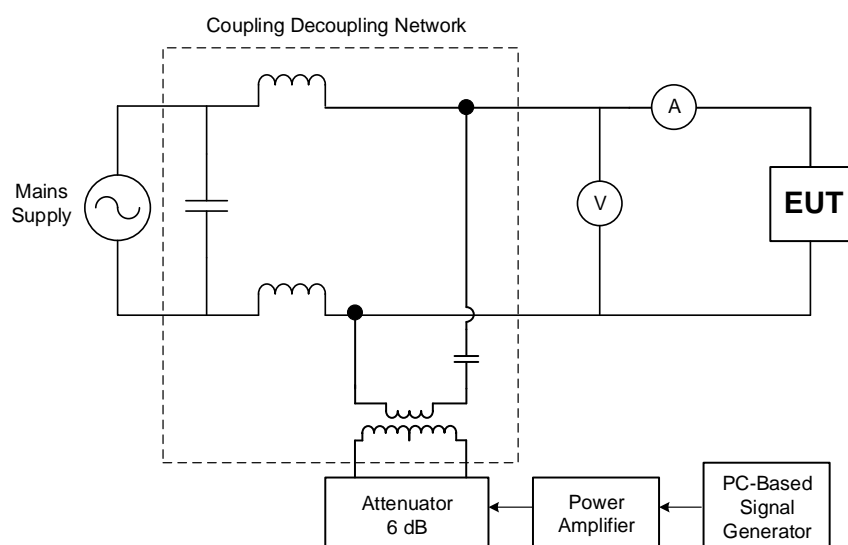 Coupling Decoupling Network
A
Mains
Supply
V
EUT
Attenuator
6 dB
Power
Amplifier
PC-Based
Signal
Generator